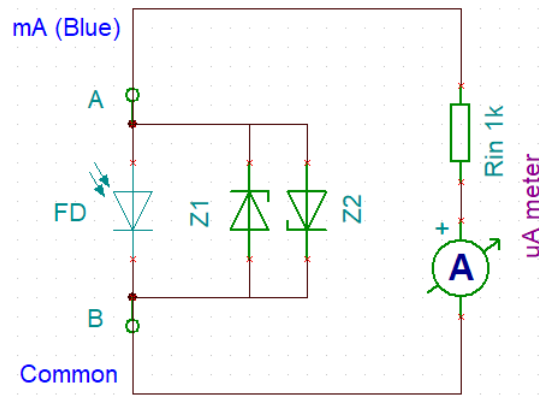 mA (Blue)
A
FD
Z1
Z2
Rin 1k
+
A
uA meter
B
Common